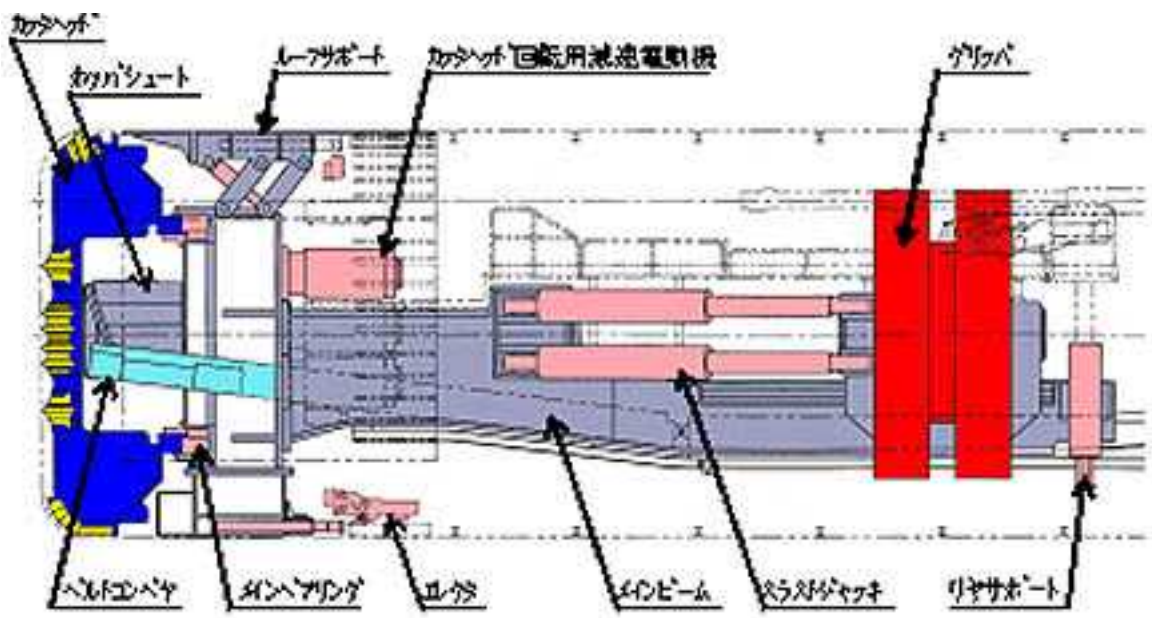 カッタヘッド
ホッパシュート
ルーフサポート
カッタヘッド回転用減速電動機
グリッパ
ベルトコンベヤ
メインベアリング
エレクタ
メインビーム
スラストジャッキ
リヤサポート